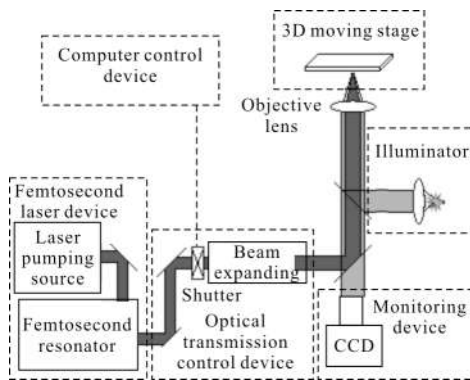 3D moving stage
Computer control
device
Objective
lens
Illuminator
Femtosecond
laser device
Laser
pumping
source
Beam
expanding
Shutter
Femtosecond
resonator
Optical
transmission
control device
Monitoring
device
CCD